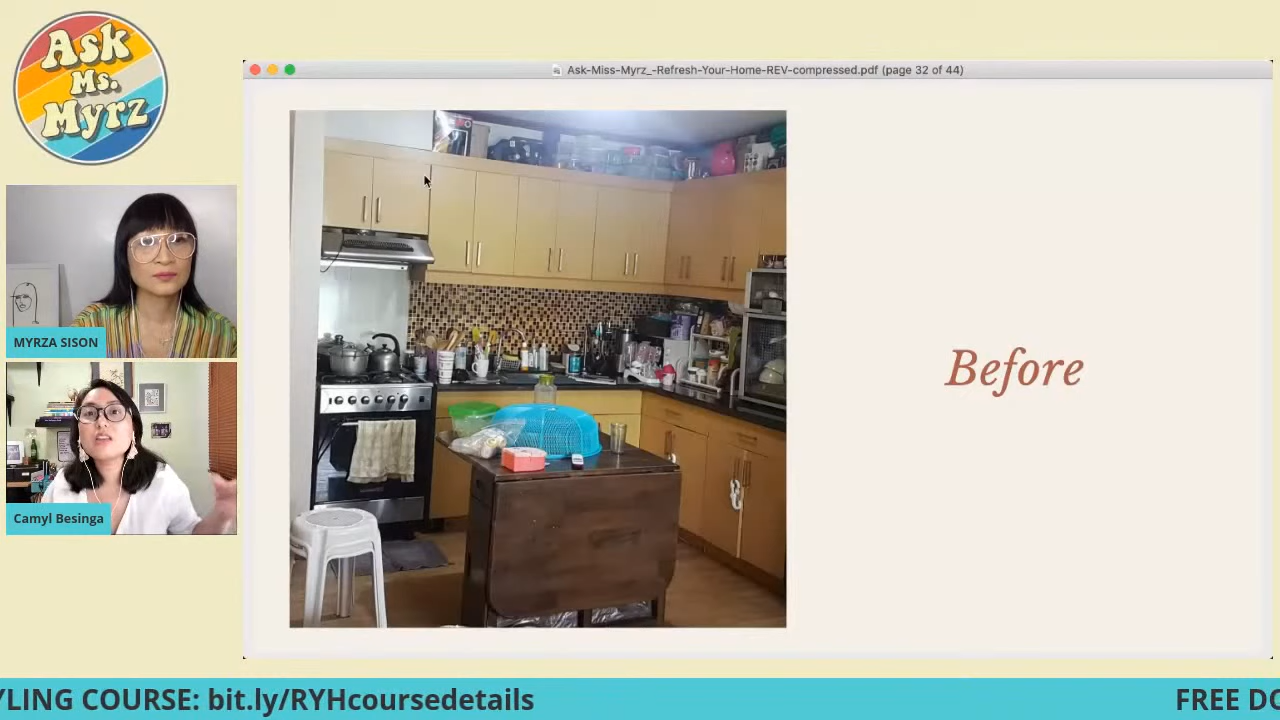 Ask
Ms.
Myrz
Ask-Miss-Myrz_-Refresh-Your-Home-REV-compressed.pdf (page 32 of 44)
MYRZA SISON
Camyl Besinga
Before
YLING COURSE: bit.ly/RYHcoursedetails
FREE DO